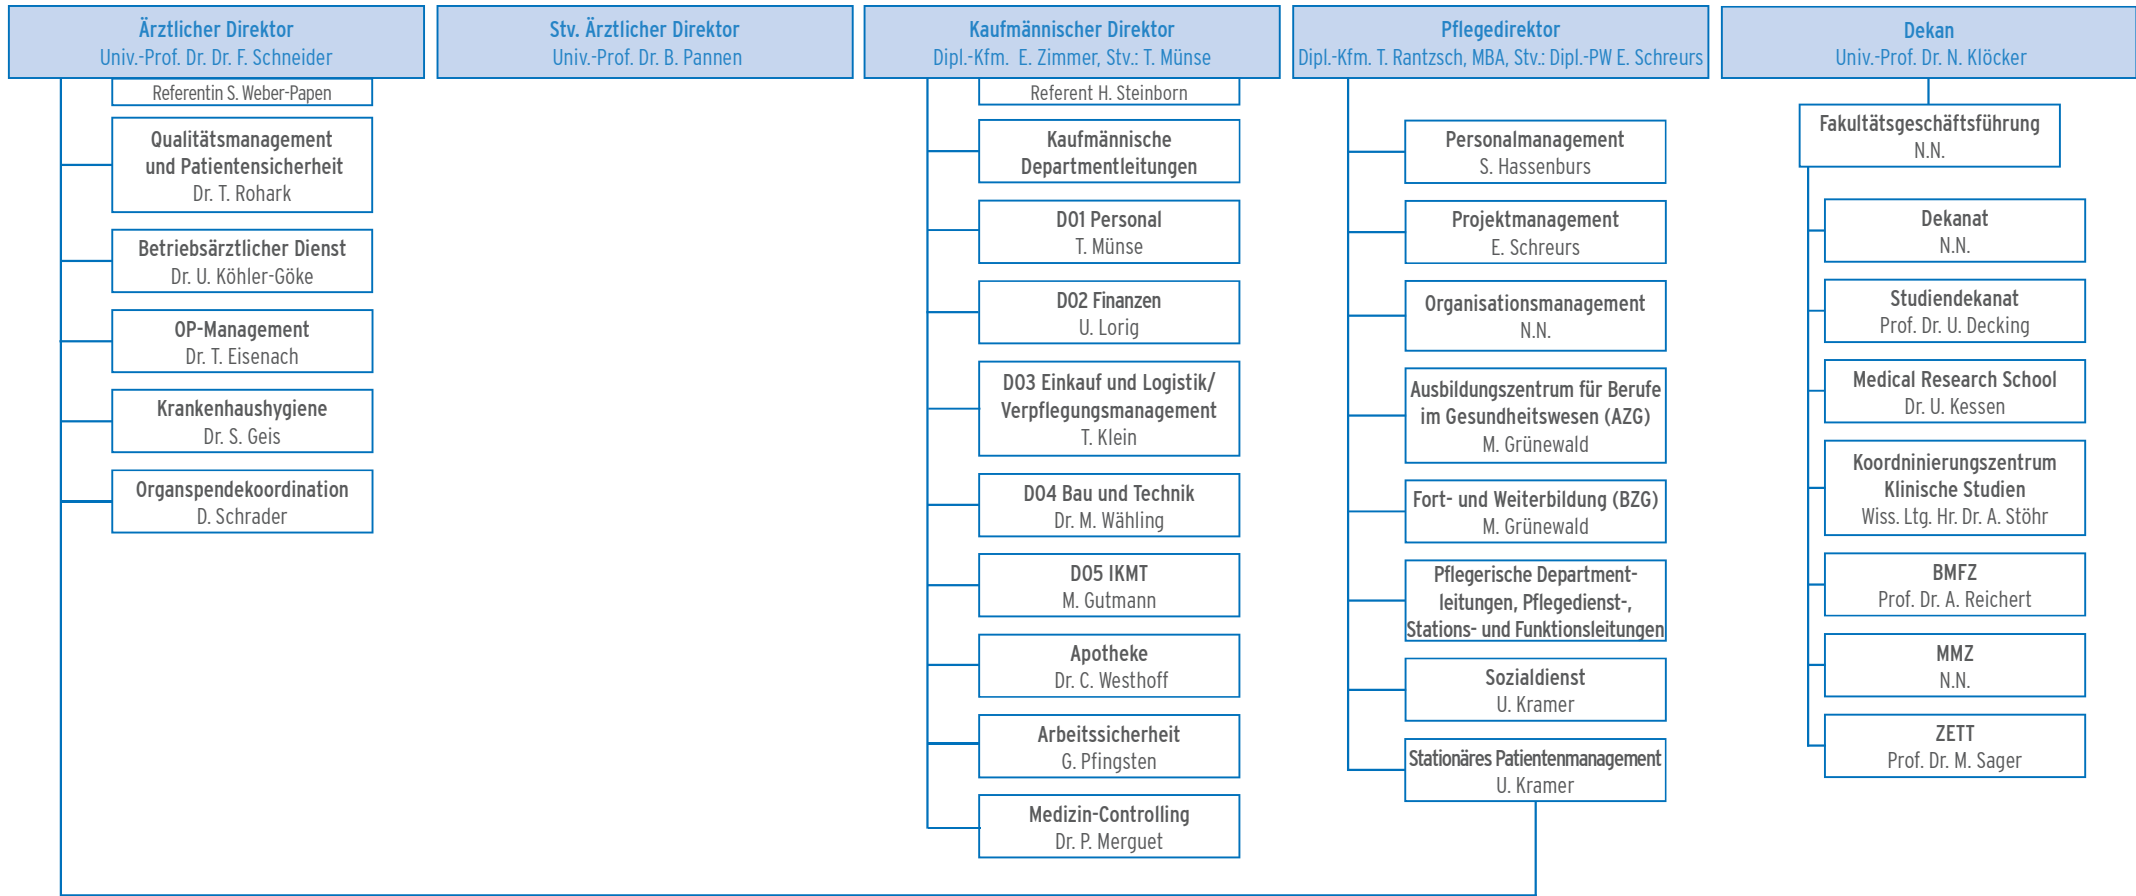 Ärztlicher Direktor
Univ.-Prof. Dr. Dr. F. Schneider
Referentin S. Weber-Papen
Qualitätsmanagement
und Patientensicherheit
Dr. T. Rohark
Betriebsärztlicher Dienst
Dr. U. Köhler-Göke
OP-Management
Dr. T. Eisenach
Krankenhaushygiene
Dr. S. Geis
Organspendekoordination
D. Schrader
Stv. Ärztlicher Direktor
Univ.-Prof. Dr. B. Pannen
Kaufmännischer Direktor
Dipl.-Kfm. E. Zimmer, Stv.: T. Münse
Referent H. Steinborn
Kaufmännische
Departmentleitungen
D01 Personal
T. Münse
D02 Finanzen
U. Lorig
D03 Einkauf und Logistik/
Verpflegungsmanagement
T. Klein
D04 Bau und Technik
Dr. M. Wähling
D05 IKMT
M. Gutmann
Apotheke
Dr. C. Westhoff
Arbeitssicherheit
G. Pfingsten
Medizin-Controlling
Dr. P. Merguet
Pflegedirektor
Dipl.-Kfm. T. Rantzsch, MBA, Stv.: Dipl.-PW E. Schreurs
Personalmanagement
S. Hassenburs
Projektmanagement
E. Schreurs
Organisationsmanagement
N.N.
Ausbildungszentrum für Berufe
im Gesundheitswesen (AZG)
M. Grünewald
Fort- und Weiterbildung (BZG)
M. Grünewald
Pflegerische Department-
leitungen, Pflegedienst-,
Stations- und Funktionsleitungen
Sozialdienst
U. Kramer
Stationäres Patientenmanagement
U. Kramer
Dekan
Univ.-Prof. Dr. N. Klöcker
Fakultätsgeschäftsführung
N.N.
Dekanat
N.N.
Studiendekanat
Prof. Dr. U. Decking
Medical Research School
Dr. U. Kessen
Koordninierungszentrum
Klinische Studien
Wiss. Ltg. Hr. Dr. A. Stöhr
BMFZ
Prof. Dr. A. Reichert
MMZ
N.N.
ZETT
Prof. Dr. M. Sager